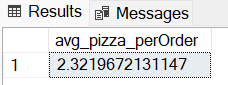 Results Messages
avg_pizza_perOrder
1 2.3219672131147